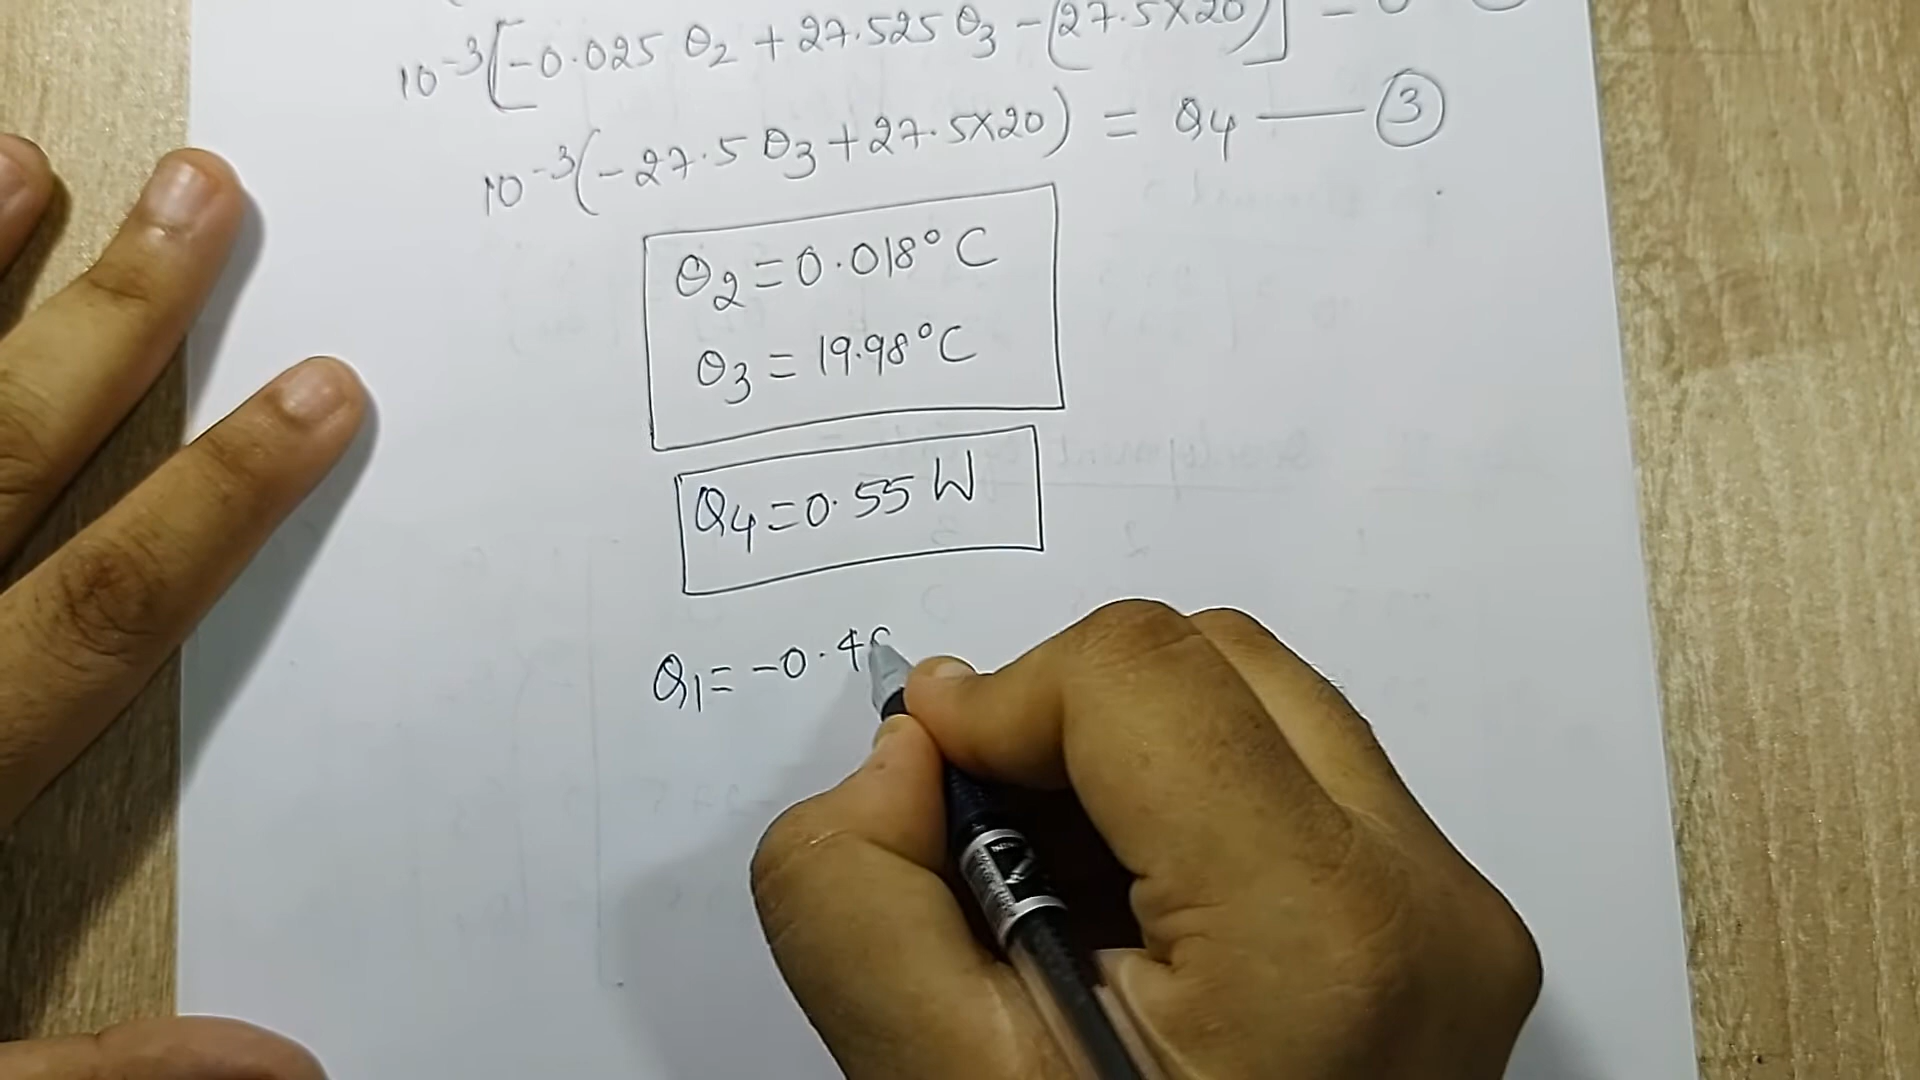 10⁻³[-0.025 θ₂ + 27.525 θ₃ - (27.5×20)] = 0
10⁻³(-27.5 θ₃ + 27.5×20) = Q₄ — ③
θ₂ = 0.018°C
θ₃ = 19.98°C
Q₄ = 0.55 W
Q₁ = -0.4